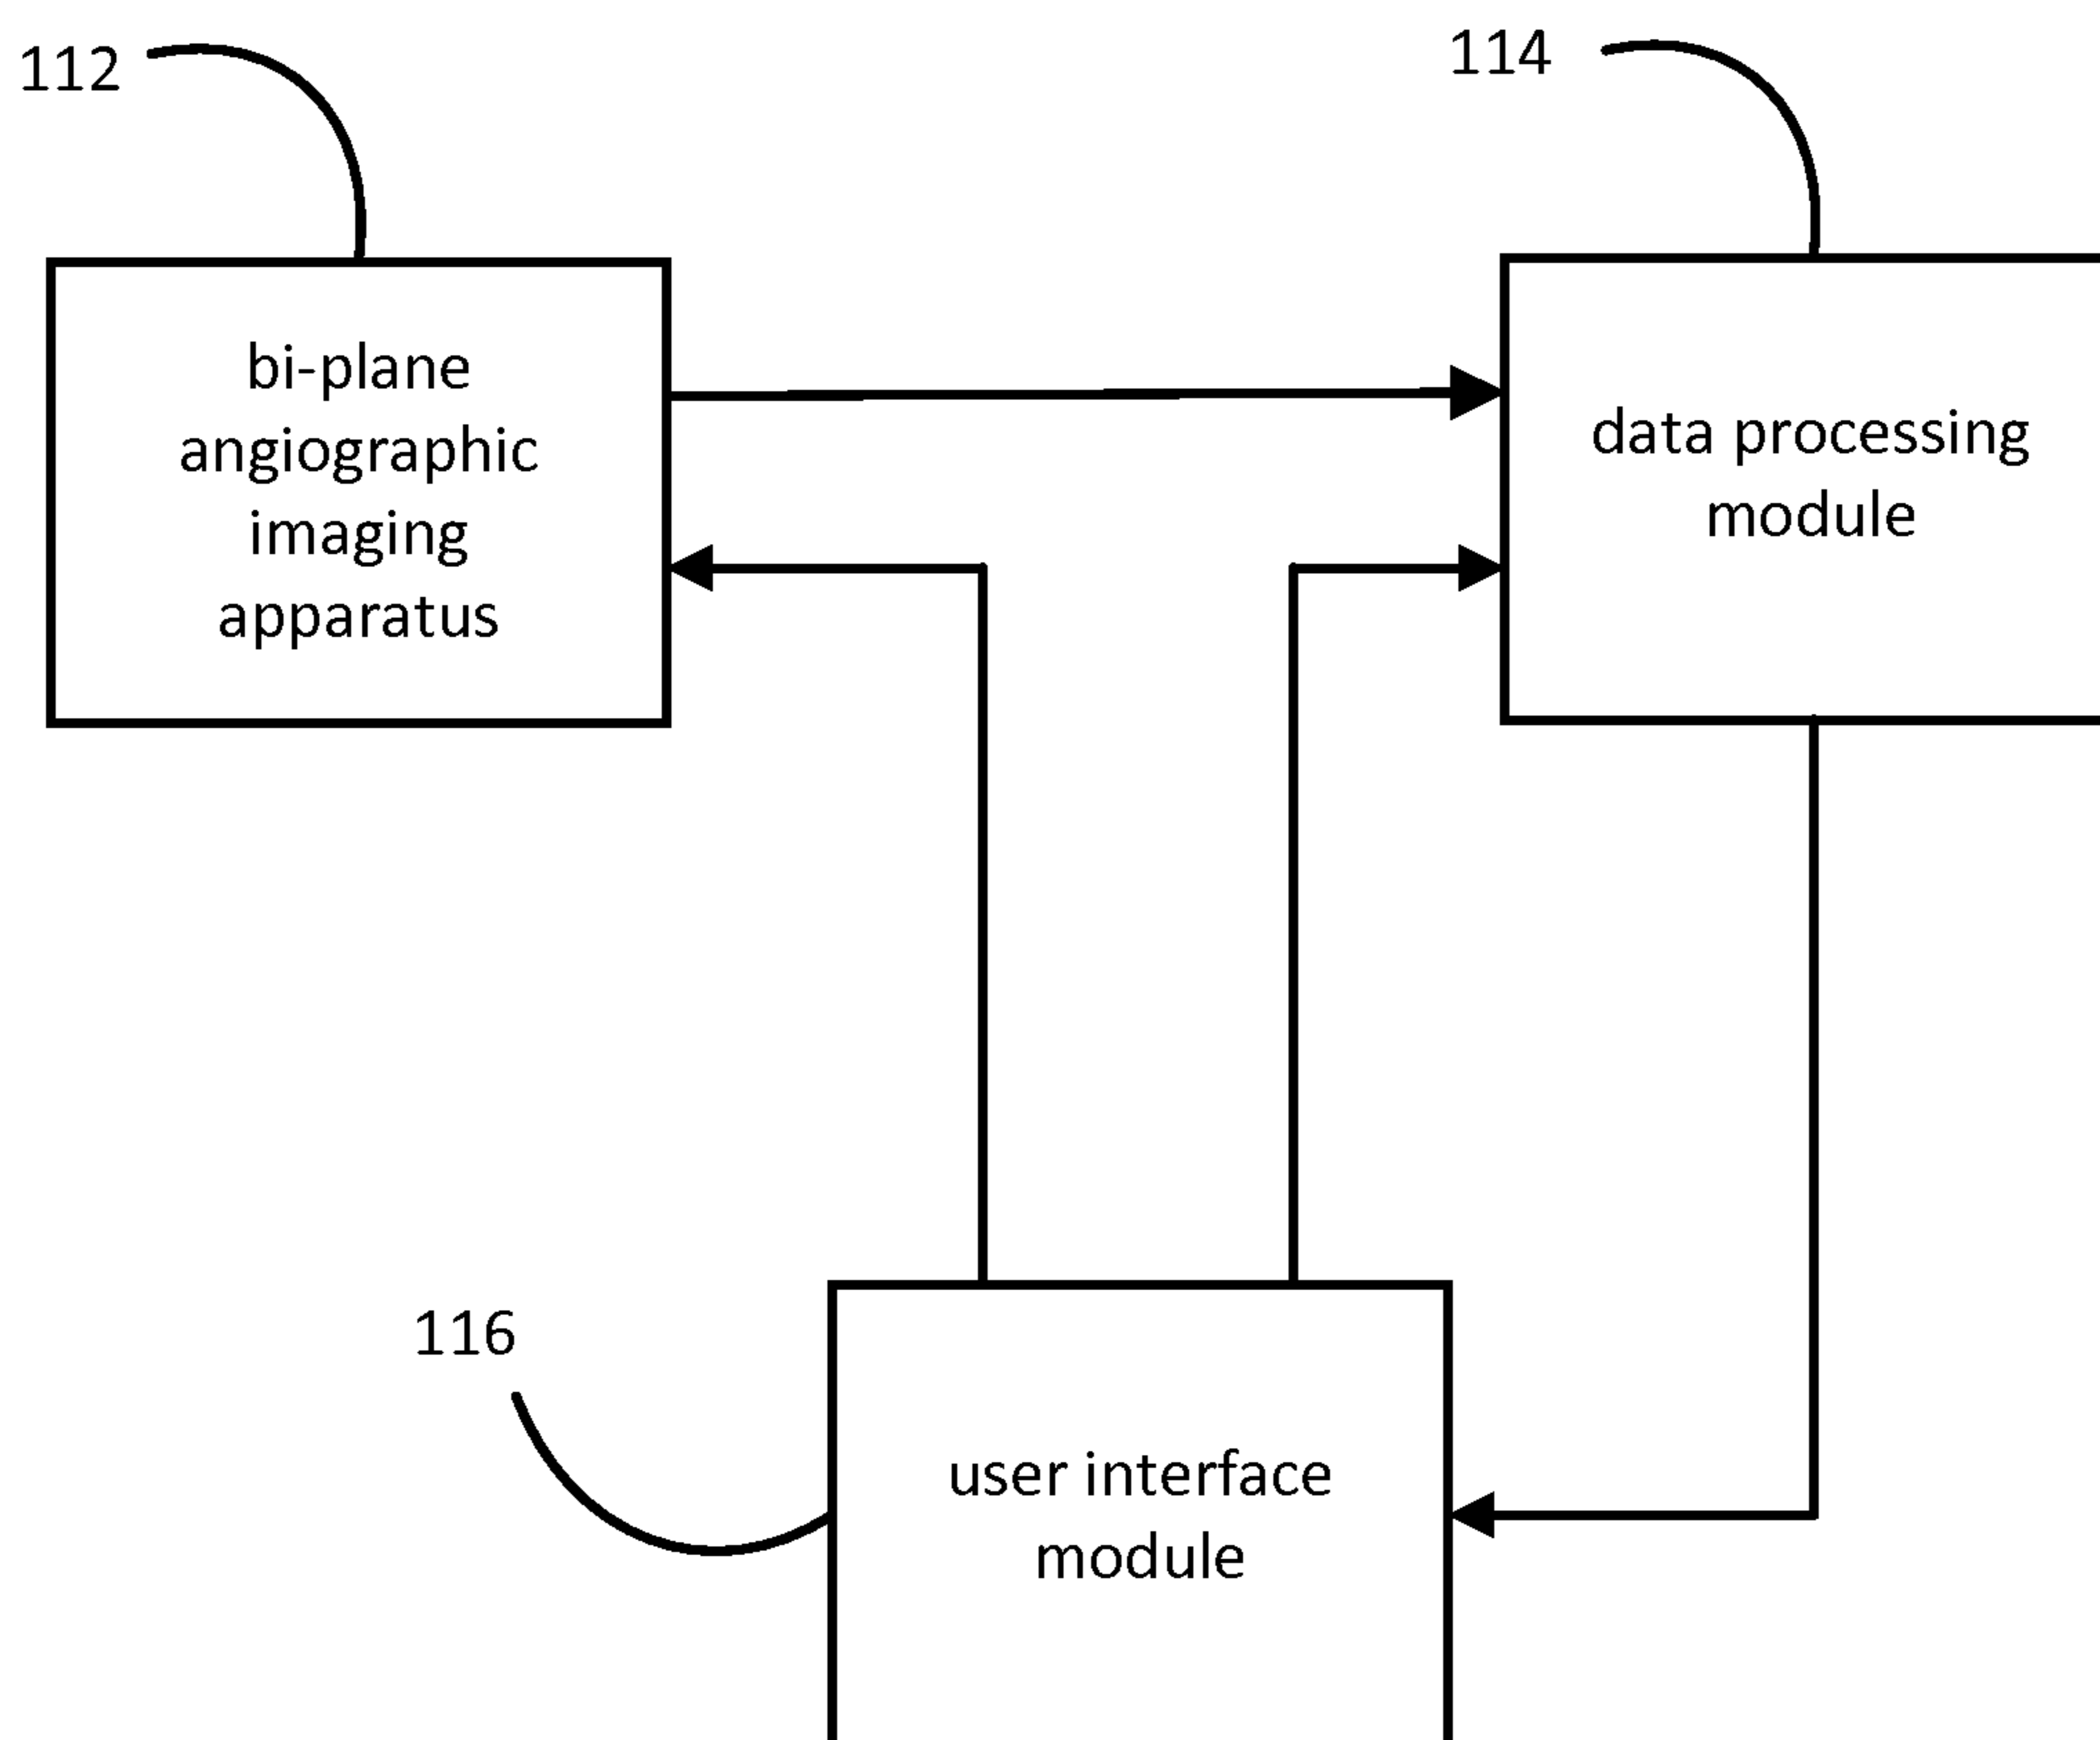 112
114
bi-plane
angiographic
imaging
apparatus
data processing
module
116
user interface
module